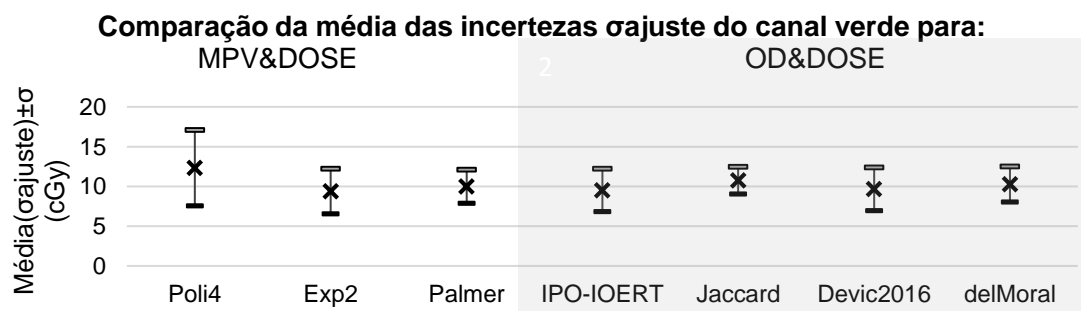 Comparação da média das incertezas σajuste do canal verde para:
MPV&DOSE
2
OD&DOSE
Média(σajuste)±σ
(cGy)
20
15
10
5
0
Poli4 Exp2 Palmer IPO-IOERT Jaccard Devic2016 delMoral